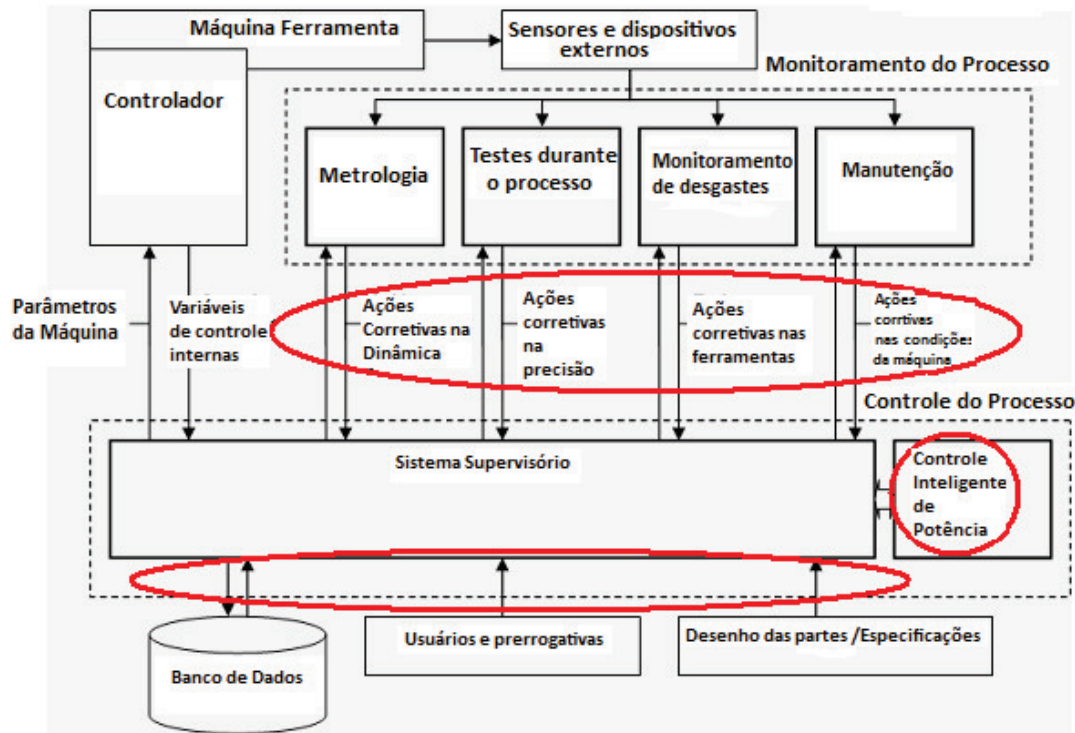 Máquina Ferramenta
Sensores e dispositivos
externos
Monitoramento do Processo
Controlador
Metrologia
Testes durante
o processo
Monitoramento
de desgastes
Manutenção
Parâmetros
da Máquina
Variáveis
de controle
internas
Ações
Corretivas na
Dinâmica
Ações
corretivas
na
precisão
Ações
corretivas nas
ferramentas
Ações
corrtivas
nas condições
da máquina
Controle do Processo
Sistema Supervisório
Controle
Inteligente
de
Potência
Banco de Dados
Usuários e prerrogativas
Desenho das partes /Especificações